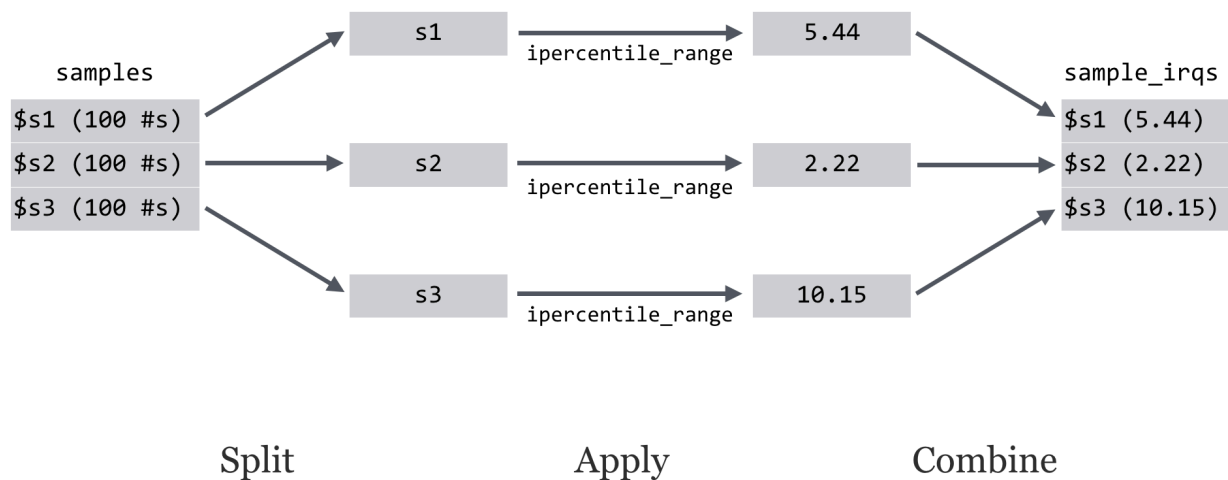 s1
ipercentile_range
5.44
samples
sample_irqs
$s1 (100 #s)
$s1 (5.44)
$s2 (100 #s)
s2
ipercentile_range
2.22
$s2 (2.22)
$s3 (100 #s)
$s3 (10.15)
s3
ipercentile_range
10.15
Split
Apply
Combine